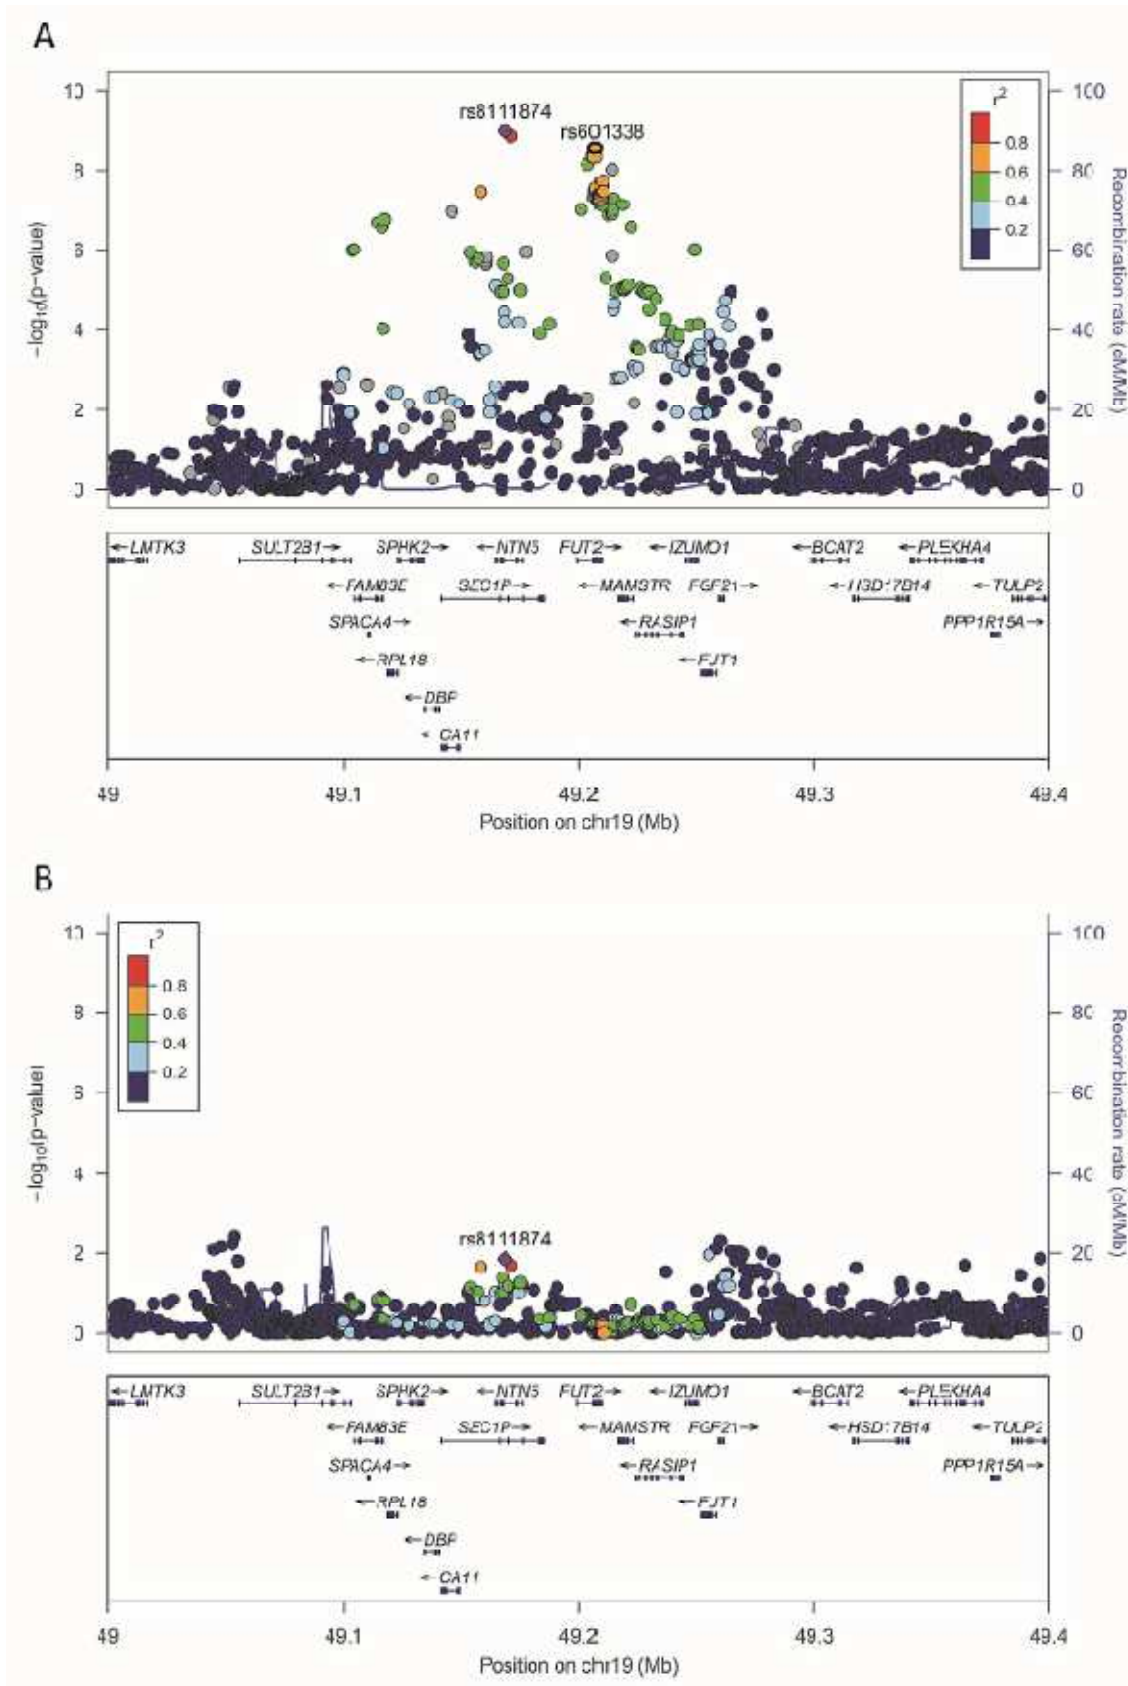 A
rs8111874
rs601338
r2
0.8
0.6
0.4
0.2
10
8
6
4
2
0
100
80
60
40
20
0
−log10(p−value)
Recombination rate (cM/Mb)
LMTK3 SULT2B1 SPHK2 NTN5 FUT2 IZUMO1 BCAT2 PLEKHA4
FAM83E SEC1P MAMSTR FGF21 HSD17B14 TULP2
SPACA4 RASIP1 PPP1R15A
RPL18 FUT1
DBP
CA11
49 49.1 49.2 49.3 49.4
Position on chr19 (Mb)
B
r2
0.8
0.6
0.4
0.2
rs8111874
10
8
6
4
2
0
100
80
60
40
20
0
−log10(p−value)
Recombination rate (cM/Mb)
LMTK3 SULT2B1 SPHK2 NTN5 FUT2 IZUMO1 BCAT2 PLEKHA4
FAM83E SEC1P MAMSTR FGF21 HSD17B14 TULP2
SPACA4 RASIP1 PPP1R15A
RPL18 FUT1
DBP
CA11
49 49.1 49.2 49.3 49.4
Position on chr19 (Mb)